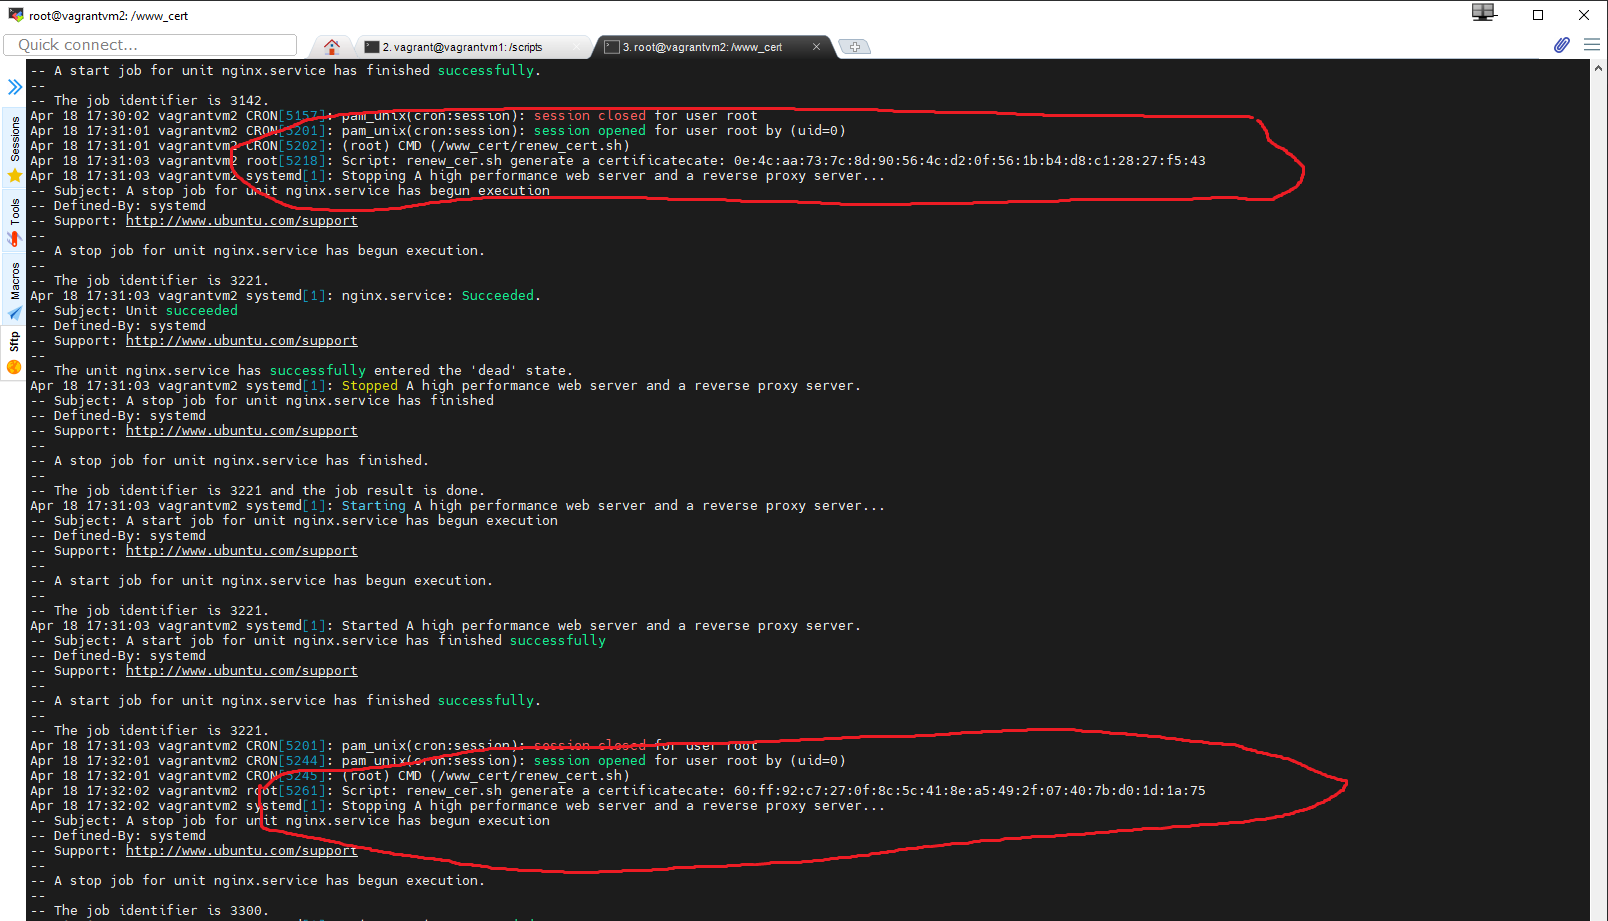 root@vagrantvm2: /www_cert
Quick connect...
2. vagrant@vagrantvm1: /scripts
3. root@vagrantvm2: /www_cert
Sessions
Tools
Macros
Sftp
-- A start job for unit nginx.service has finished successfully.
--
-- The job identifier is 3142.
Apr 18 17:30:02 vagrantvm2 CRON[5157]: pam_unix(cron:session): session closed for user root
Apr 18 17:31:01 vagrantvm2 CRON[5201]: pam_unix(cron:session): session opened for user root by (uid=0)
Apr 18 17:31:01 vagrantvm2 CRON[5202]: (root) CMD (/www_cert/renew_cert.sh)
Apr 18 17:31:03 vagrantvm2 root[5218]: Script: renew_cer.sh generate a certificatecate: 0e:4c:aa:73:7c:8d:90:56:4c:d2:0f:56:1b:b4:d8:c1:28:27:f5:43
Apr 18 17:31:03 vagrantvm2 systemd[1]: Stopping A high performance web server and a reverse proxy server...
-- Subject: A stop job for unit nginx.service has begun execution
-- Defined-By: systemd
-- Support: http://www.ubuntu.com/support
--
-- A stop job for unit nginx.service has begun execution.
--
-- The job identifier is 3221.
Apr 18 17:31:03 vagrantvm2 systemd[1]: nginx.service: Succeeded.
-- Subject: Unit succeeded
-- Defined-By: systemd
-- Support: http://www.ubuntu.com/support
--
-- The unit nginx.service has successfully entered the 'dead' state.
Apr 18 17:31:03 vagrantvm2 systemd[1]: Stopped A high performance web server and a reverse proxy server.
-- Subject: A stop job for unit nginx.service has finished
-- Defined-By: systemd
-- Support: http://www.ubuntu.com/support
--
-- A stop job for unit nginx.service has finished.
--
-- The job identifier is 3221 and the job result is done.
Apr 18 17:31:03 vagrantvm2 systemd[1]: Starting A high performance web server and a reverse proxy server...
-- Subject: A start job for unit nginx.service has begun execution
-- Defined-By: systemd
-- Support: http://www.ubuntu.com/support
--
-- A start job for unit nginx.service has begun execution.
--
-- The job identifier is 3221.
Apr 18 17:31:03 vagrantvm2 systemd[1]: Started A high performance web server and a reverse proxy server.
-- Subject: A start job for unit nginx.service has finished successfully
-- Defined-By: systemd
-- Support: http://www.ubuntu.com/support
--
-- A start job for unit nginx.service has finished successfully.
--
-- The job identifier is 3221.
Apr 18 17:31:03 vagrantvm2 CRON[5201]: pam_unix(cron:session): session closed for user root
Apr 18 17:32:01 vagrantvm2 CRON[5244]: pam_unix(cron:session): session opened for user root by (uid=0)
Apr 18 17:32:01 vagrantvm2 CRON[5245]: (root) CMD (/www_cert/renew_cert.sh)
Apr 18 17:32:02 vagrantvm2 root[5261]: Script: renew_cer.sh generate a certificatecate: 60:ff:92:c7:27:0f:8c:5c:41:8e:a5:49:2f:07:40:7b:d0:1d:1a:75
Apr 18 17:32:02 vagrantvm2 systemd[1]: Stopping A high performance web server and a reverse proxy server...
-- Subject: A stop job for unit nginx.service has begun execution
-- Defined-By: systemd
-- Support: http://www.ubuntu.com/support
--
-- A stop job for unit nginx.service has begun execution.
--
-- The job identifier is 3300.